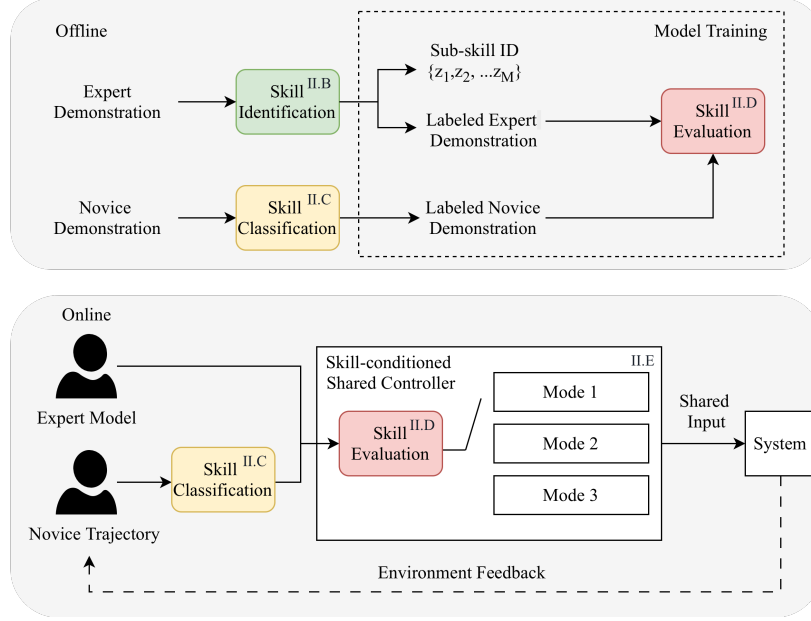 Offline
Model Training
Expert
Demonstration
Skill II.B
Identification
Sub-skill ID
{z1,z2, ...zM}
Labeled Expert
Demonstration
Skill II.D
Evaluation
Novice
Demonstration
Skill II.C
Classification
Labeled Novice
Demonstration
Online
Expert Model
Novice Trajectory
Skill II.C
Classification
Skill-conditioned
Shared Controller
II.E
Skill II.D
Evaluation
Mode 1
Mode 2
Mode 3
Shared
Input
System
Environment Feedback